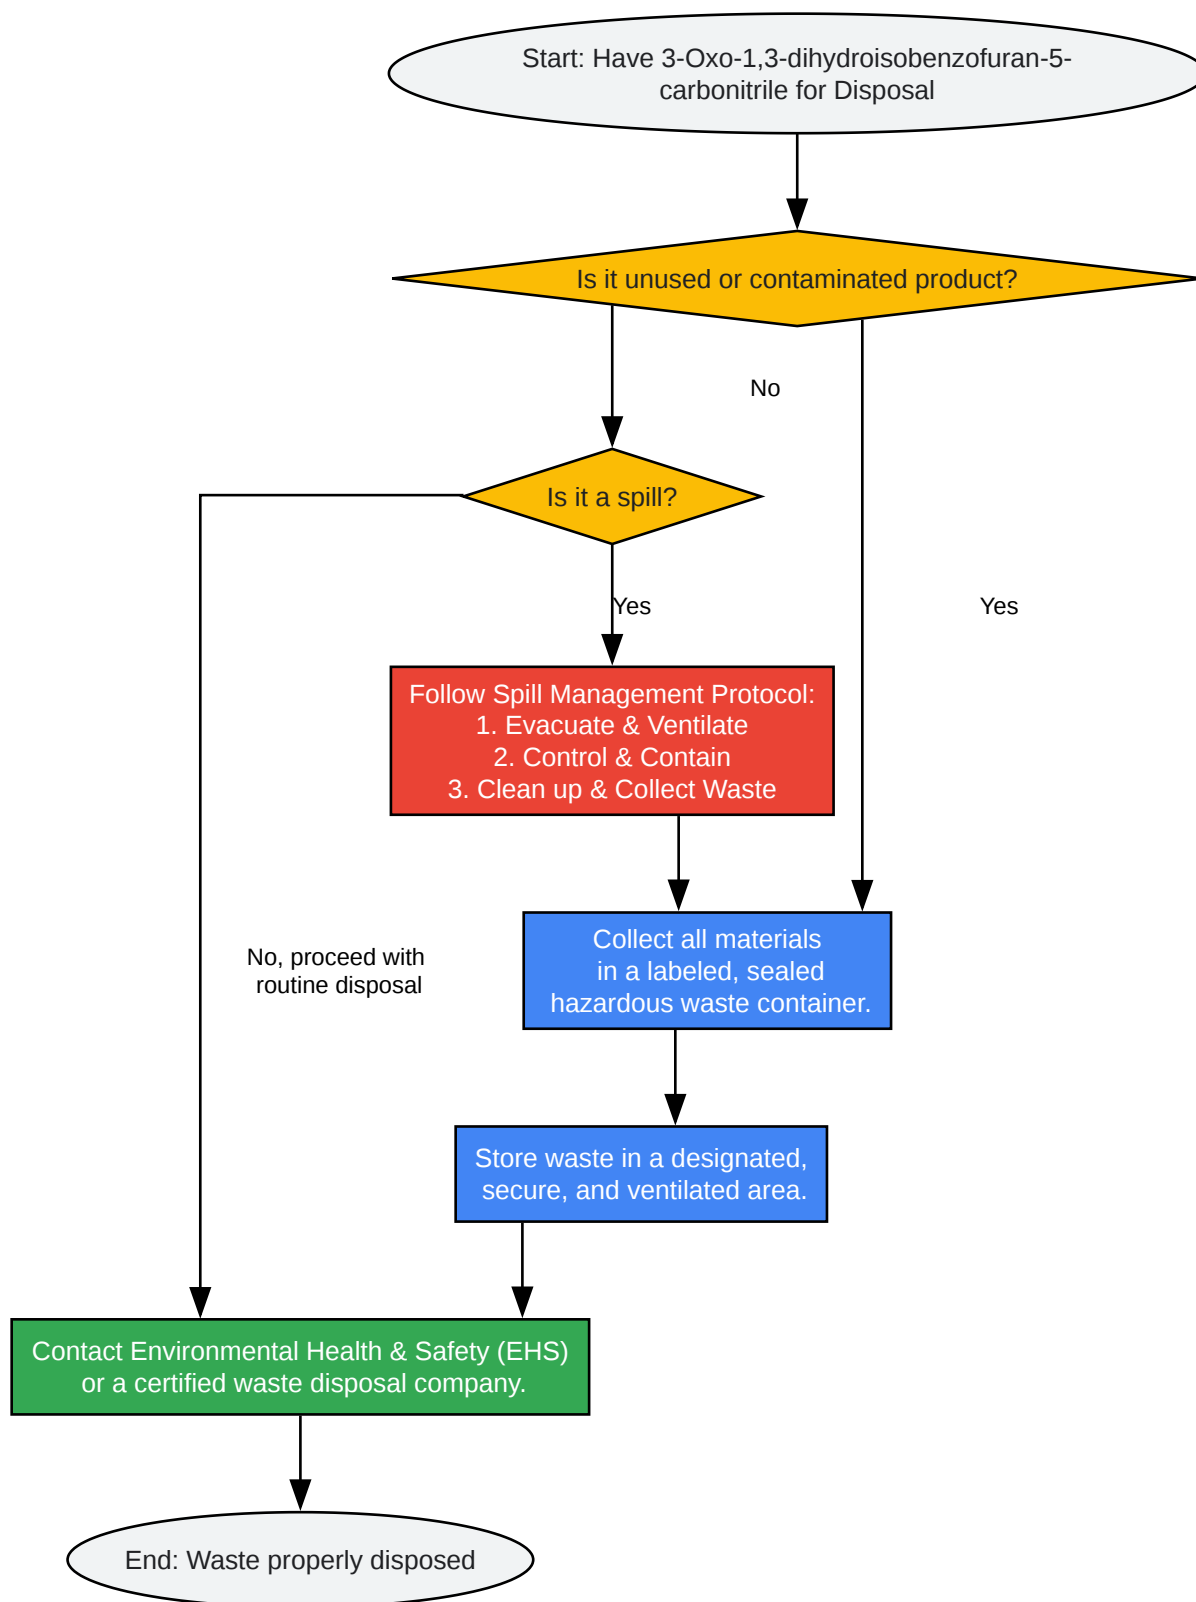 Start: Have 3-Oxo-1,3-dihydroisobenzofuran-5-
carbonitrile for Disposal
Is it unused or contaminated product?
No
Is it a spill?
Yes
Yes
Follow Spill Management Protocol:
1. Evacuate & Ventilate
2. Control & Contain
3. Clean up & Collect Waste
Collect all materials
in a labeled, sealed
hazardous waste container.
No, proceed with
routine disposal
Store waste in a designated,
secure, and ventilated area.
Contact Environmental Health & Safety (EHS)
or a certified waste disposal company.
End: Waste properly disposed